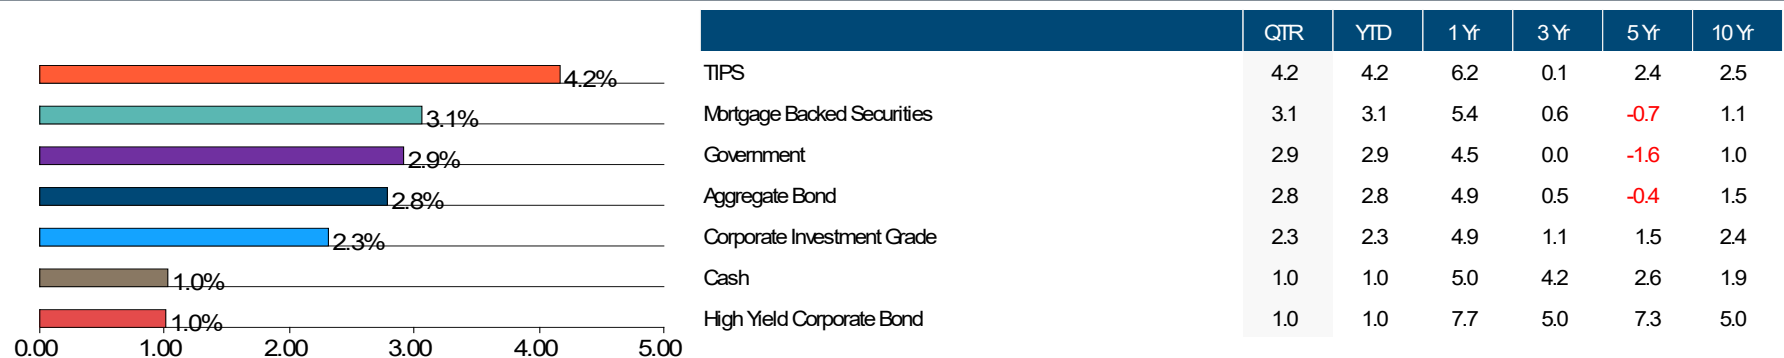 QTR YTD 1 Yr 3 Yr 5 Yr 10 Yr
4.2% TIPS 4.2 4.2 6.2 0.1 2.4 2.5
3.1% Mortgage Backed Securities 3.1 3.1 5.4 0.6 -0.7 1.1
2.9% Government 2.9 2.9 4.5 0.0 -1.6 1.0
2.8% Aggregate Bond 2.8 2.8 4.9 0.5 -0.4 1.5
2.3% Corporate Investment Grade 2.3 2.3 4.9 1.1 1.5 2.4
1.0% Cash 1.0 1.0 5.0 4.2 2.6 1.9
1.0% High Yield Corporate Bond 1.0 1.0 7.7 5.0 7.3 5.0
0.00 1.00 2.00 3.00 4.00 5.00